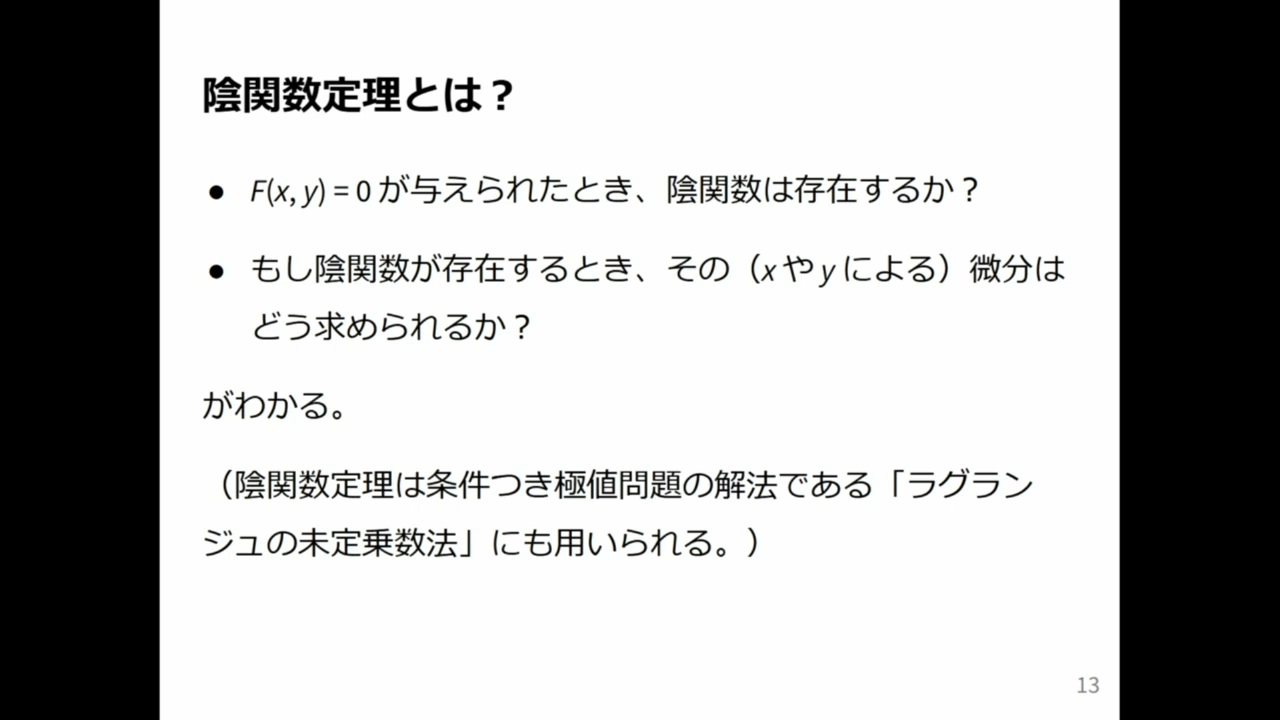 陰関数定理とは？
● F(x, y) = 0 が与えられたとき、陰関数は存在するか？
● もし陰関数が存在するとき、その（x や y による）微分は
どう求められるか？
がわかる。
（陰関数定理は条件つき極値問題の解法である「ラグラン
ジュの未定乗数法」にも用いられる。）
13